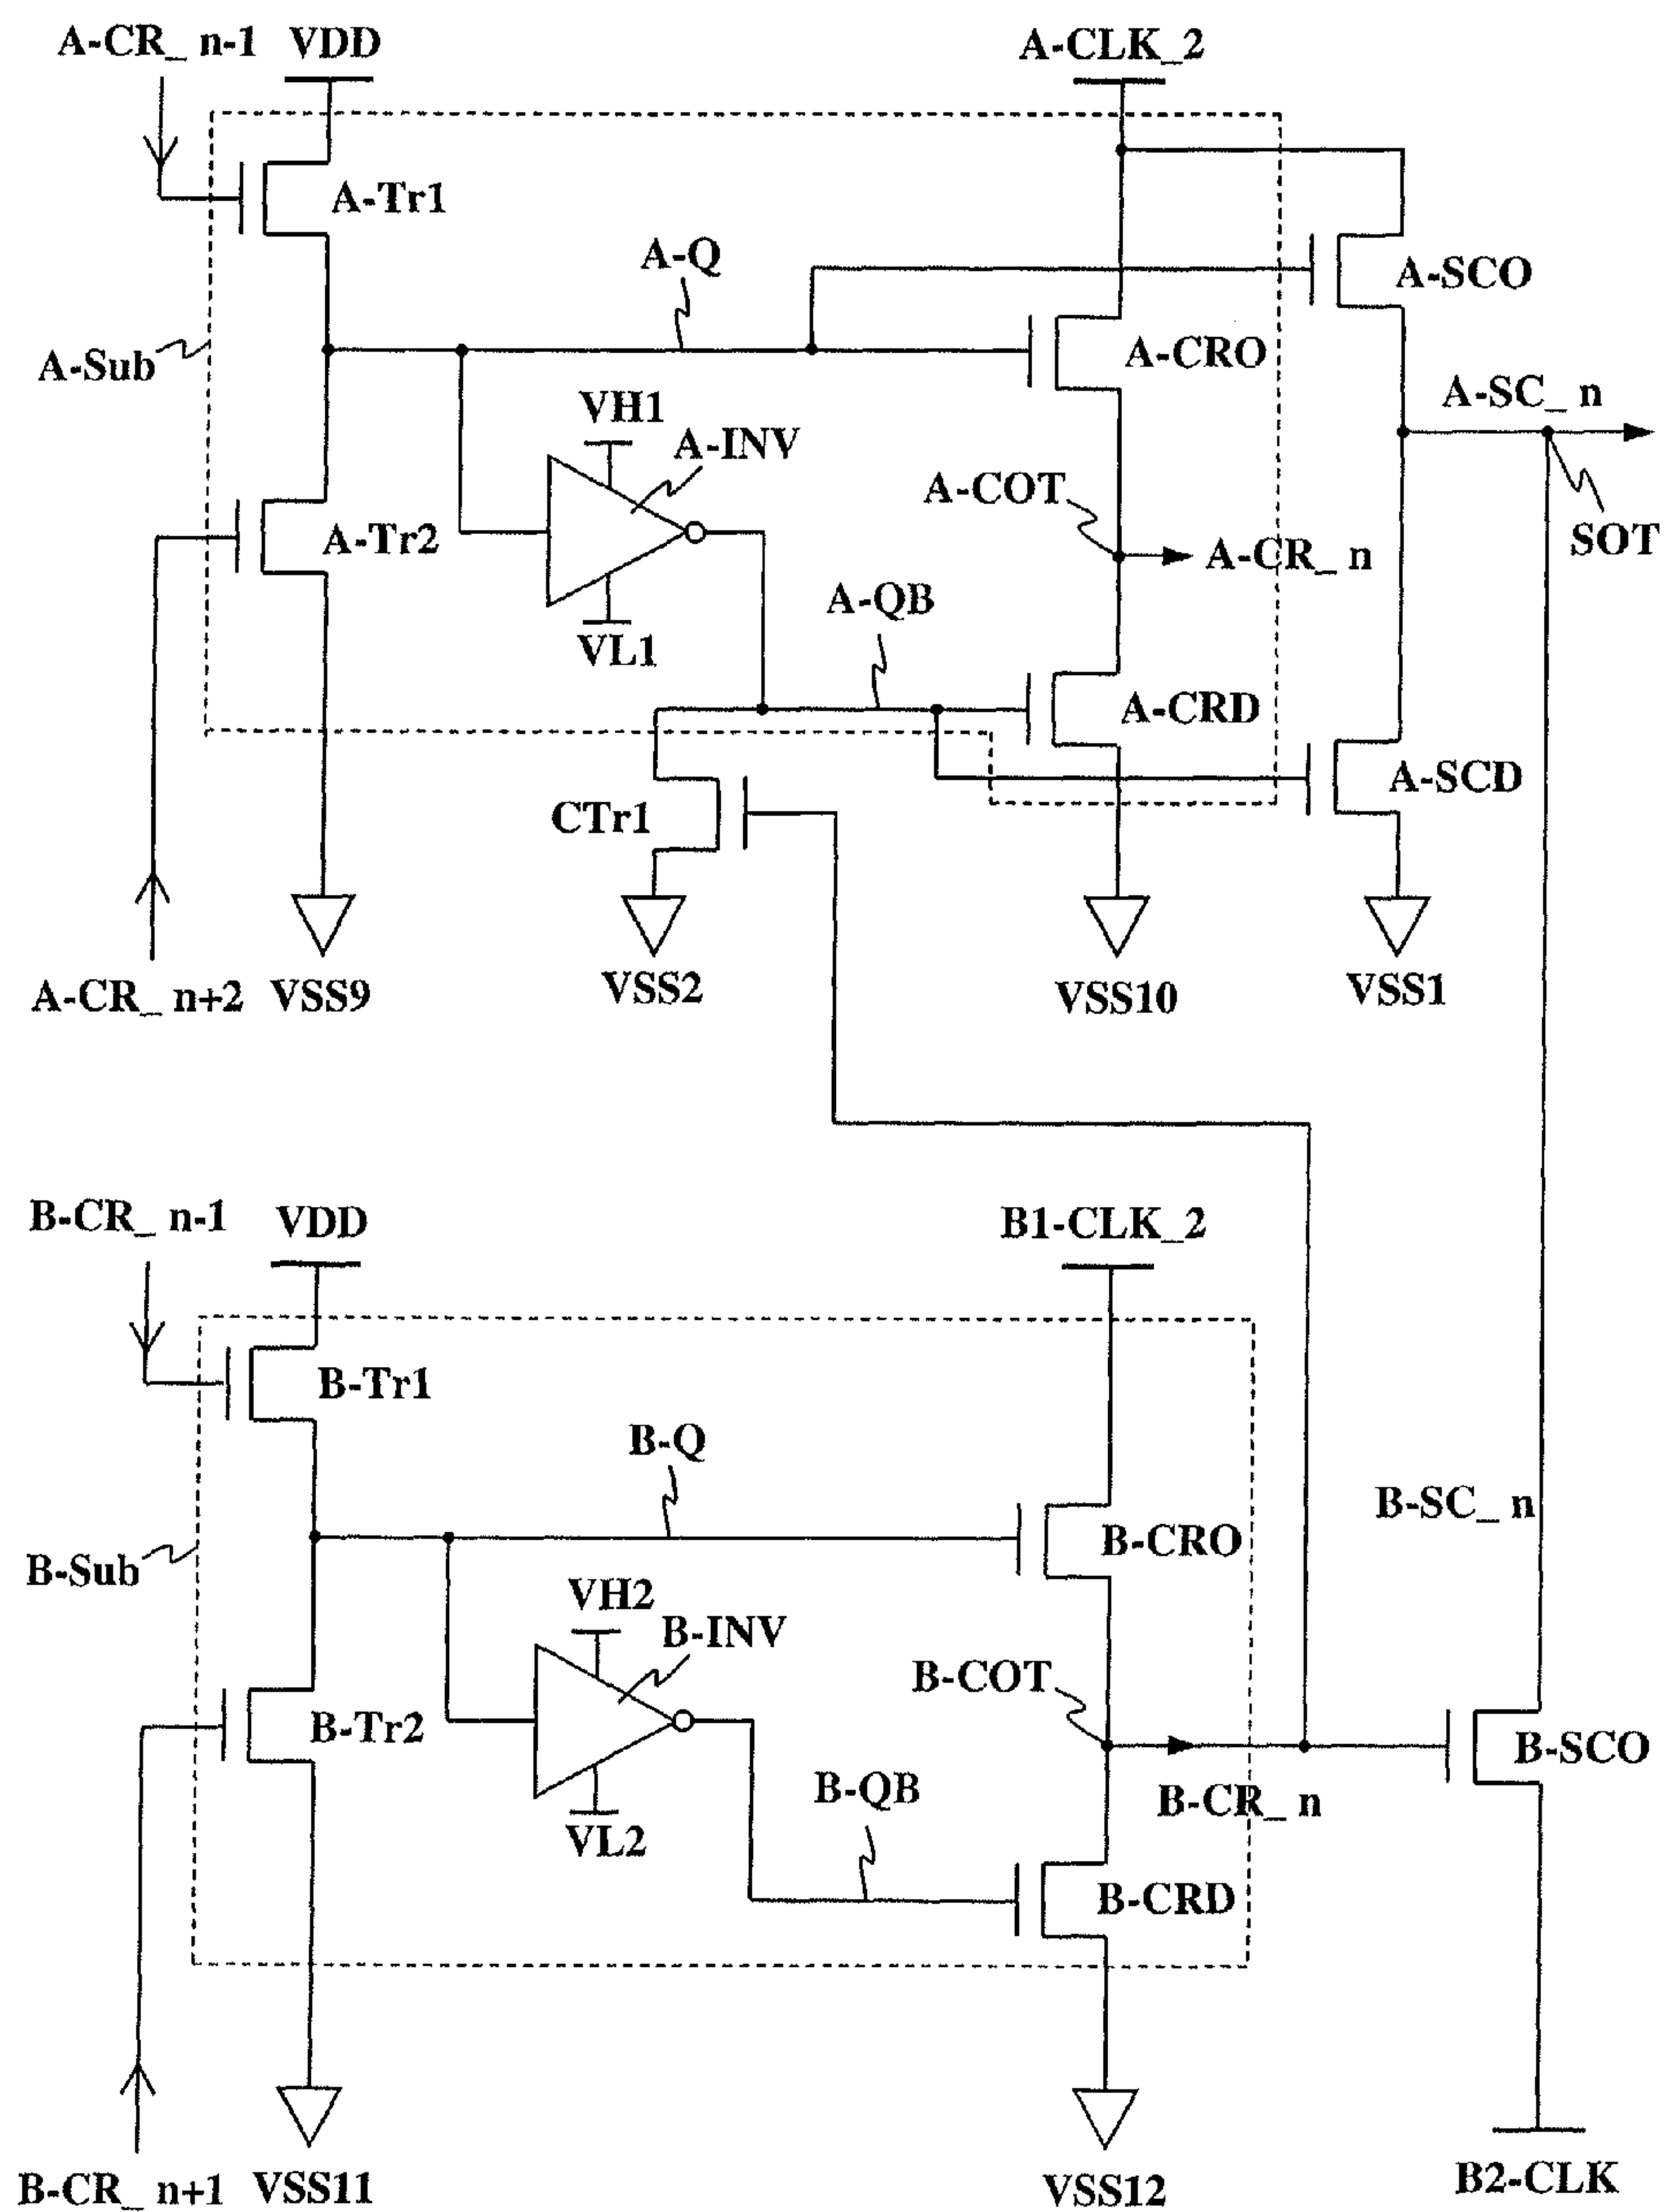 A-CR_ n-1
VDD
A-CLK_2
A-Tr1
A-Q
A-SCO
A-CRO
A-Sub
VH1
A-INV
A-SC_ n
A-COT
A-Tr2
A-CR_ n
SOT
A-QB
VL1
A-CRD
A-SCD
CTr1
A-CR_ n+2
VSS9
VSS2
VSS10
VSS1
B-CR_ n-1
VDD
B1-CLK_2
B-Tr1
B-Q
B-SC_ n
B-CRO
B-Sub
VH2
B-INV
B-COT
B-Tr2
B-SCO
B-QB
B-CR_ n
VL2
B-CRD
B-CR_ n+1
VSS11
VSS12
B2-CLK